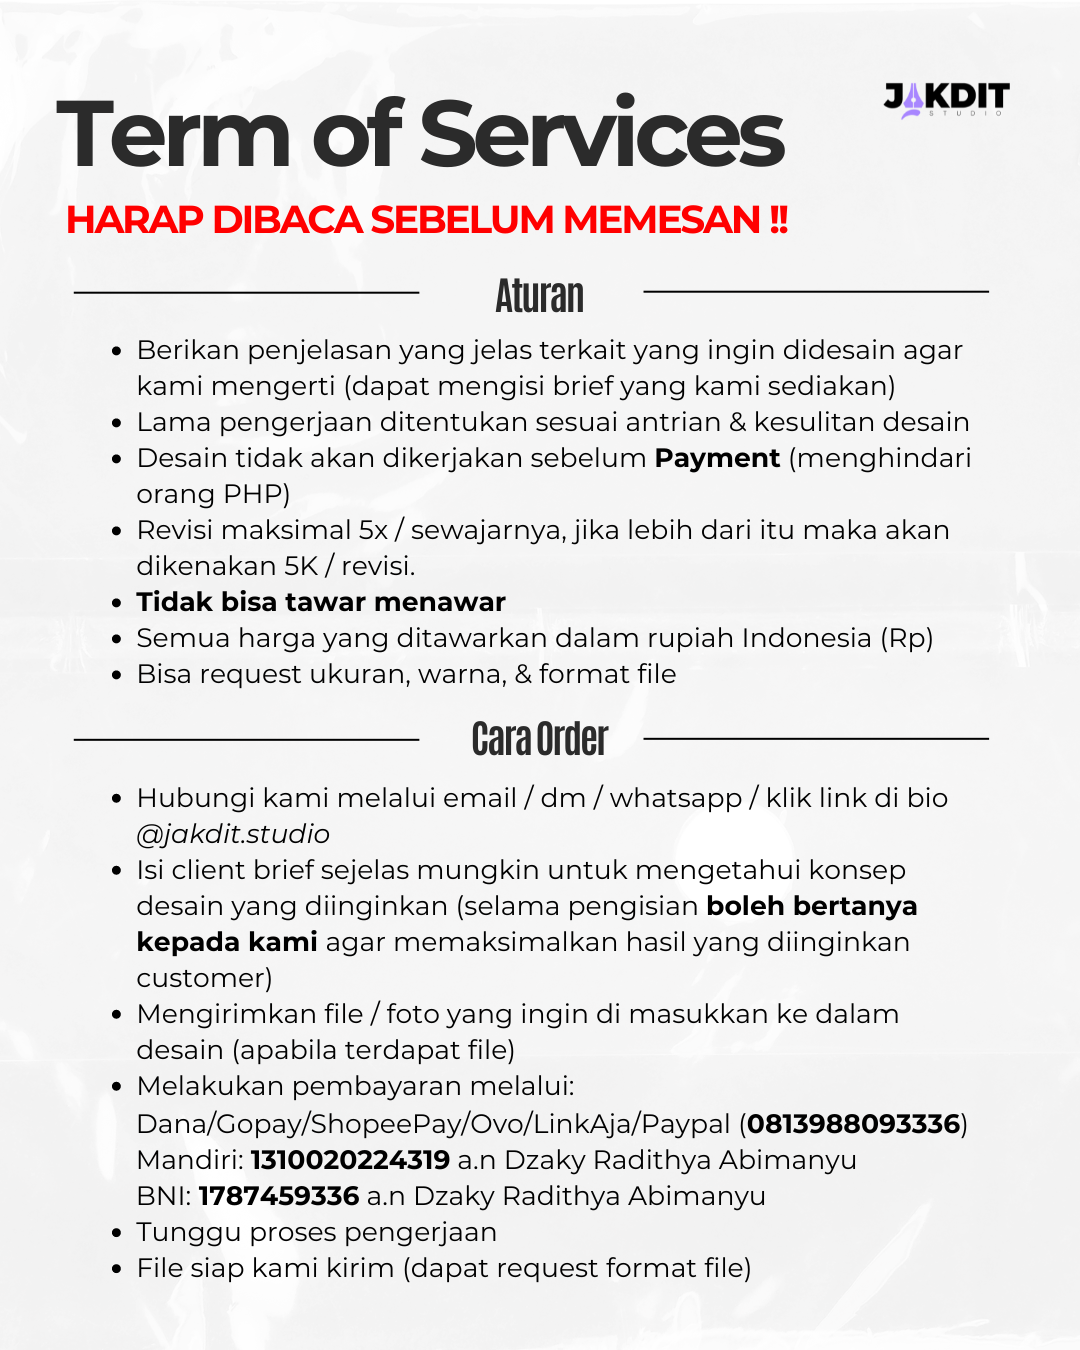 Term of Services
JAKDIT
STUDIO
HARAP DIBACA SEBELUM MEMESAN !!
Aturan
• Berikan penjelasan yang jelas terkait yang ingin didesain agar
kami mengerti (dapat mengisi brief yang kami sediakan)
• Lama pengerjaan ditentukan sesuai antrian & kesulitan desain
• Desain tidak akan dikerjakan sebelum Payment (menghindari
orang PHP)
• Revisi maksimal 5x / sewajarnya, jika lebih dari itu maka akan
dikenakan 5K / revisi.
• Tidak bisa tawar menawar
• Semua harga yang ditawarkan dalam rupiah Indonesia (Rp)
• Bisa request ukuran, warna, & format file
Cara Order
• Hubungi kami melalui email / dm / whatsapp / klik link di bio
@jakdit.studio
• Isi client brief sejelas mungkin untuk mengetahui konsep
desain yang diinginkan (selama pengisian boleh bertanya
kepada kami agar memaksimalkan hasil yang diinginkan
customer)
• Mengirimkan file / foto yang ingin di masukkan ke dalam
desain (apabila terdapat file)
• Melakukan pembayaran melalui:
Dana/Gopay/ShopeePay/Ovo/LinkAja/Paypal (0813988093336)
Mandiri: 1310020224319 a.n Dzaky Radithya Abimanyu
BNI: 1787459336 a.n Dzaky Radithya Abimanyu
• Tunggu proses pengerjaan
• File siap kami kirim (dapat request format file)